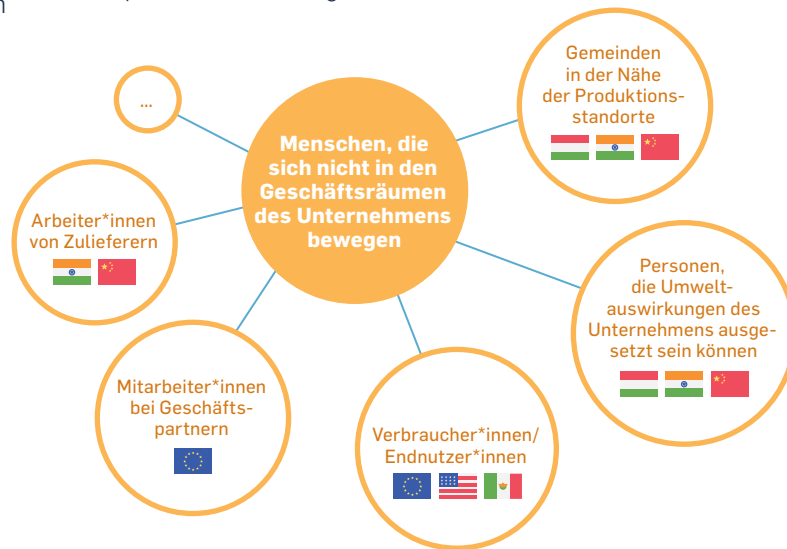 ...
Menschen, die
sich nicht in den
Geschäftsräumen
des Unternehmens
bewegen
Gemeinden
in der Nähe
der Produktions-
standorte
Arbeiter*innen
von Zulieferern
Personen,
die Umwelt-
auswirkungen des
Unternehmens ausge-
setzt sein können
Mitarbeiter*innen
bei Geschäfts-
partnern
Verbraucher*innen/
Endnutzer*innen